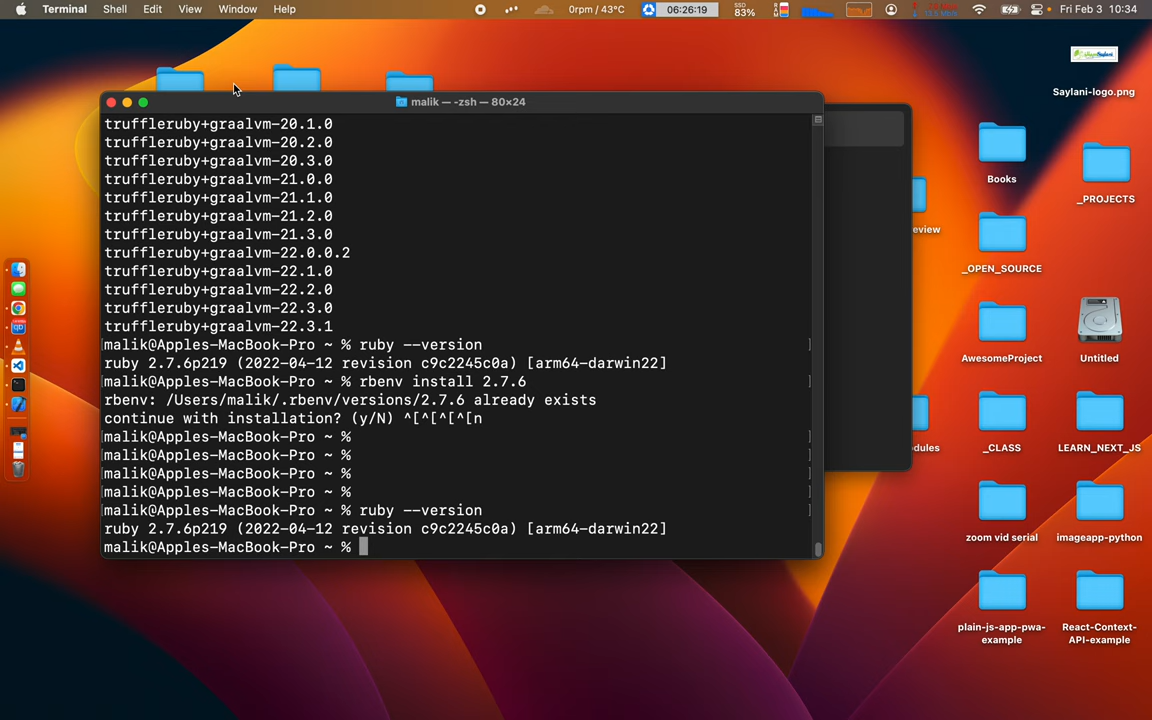 Terminal Shell Edit View Window Help 0rpm / 43°C 06:26:19 SSD 83% Fri Feb 3 10:34
malik — -zsh — 80×24
truffleruby+graalvm-20.1.0
truffleruby+graalvm-20.2.0
truffleruby+graalvm-20.3.0
truffleruby+graalvm-21.0.0
truffleruby+graalvm-21.1.0
truffleruby+graalvm-21.2.0
truffleruby+graalvm-21.3.0
truffleruby+graalvm-22.0.0.2
truffleruby+graalvm-22.1.0
truffleruby+graalvm-22.2.0
truffleruby+graalvm-22.3.0
truffleruby+graalvm-22.3.1
[malik@Apples-MacBook-Pro ~ % ruby --version ]
ruby 2.7.6p219 (2022-04-12 revision c9c2245c0a) [arm64-darwin22]
[malik@Apples-MacBook-Pro ~ % rbenv install 2.7.6 ]
rbenv: /Users/malik/.rbenv/versions/2.7.6 already exists
continue with installation? (y/N) ^[^[^[^[n
[malik@Apples-MacBook-Pro ~ % ]
[malik@Apples-MacBook-Pro ~ % ]
[malik@Apples-MacBook-Pro ~ % ]
[malik@Apples-MacBook-Pro ~ % ]
[malik@Apples-MacBook-Pro ~ % ruby --version ]
ruby 2.7.6p219 (2022-04-12 revision c9c2245c0a) [arm64-darwin22]
malik@Apples-MacBook-Pro ~ %
Saylani-logo.png
Books
_PROJECTS
eview
_OPEN_SOURCE
AwesomeProject
Untitled
dules
_CLASS
LEARN_NEXT_JS
zoom vid serial
imageapp-python
plain-js-app-pwa-
example
React-Context-
API-example